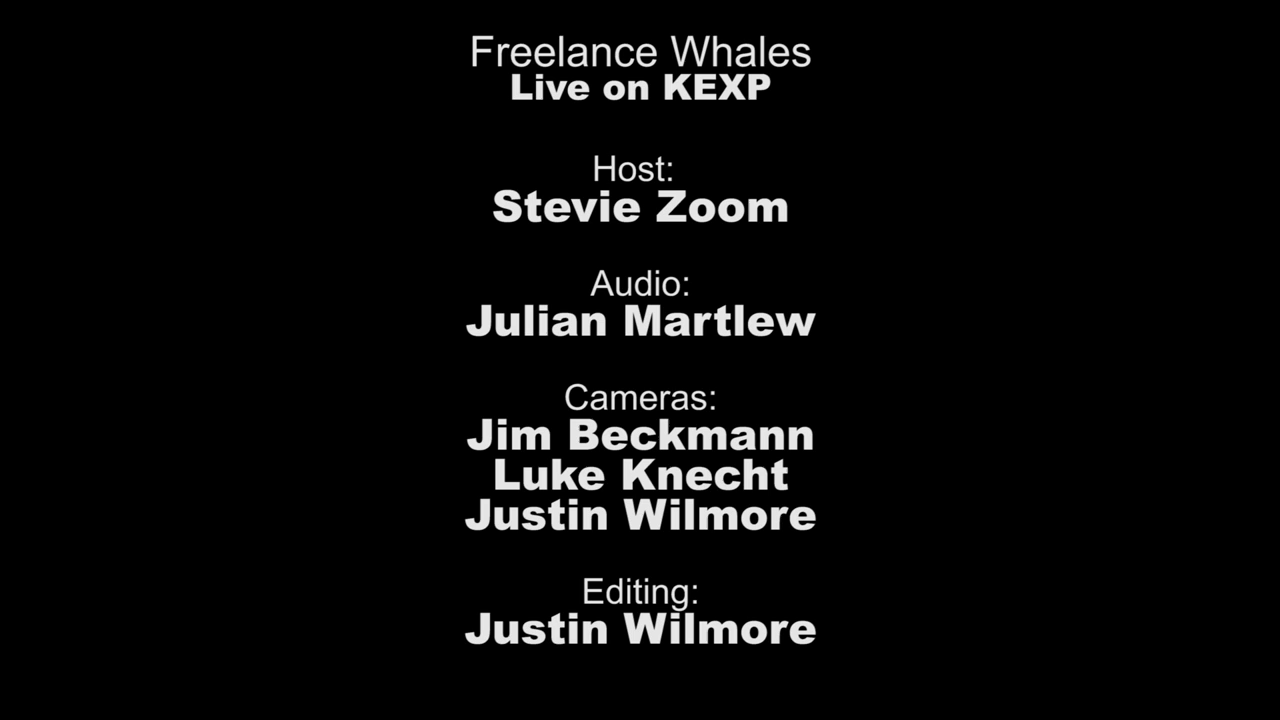 Freelance Whales
Live on KEXP
Host:
Stevie Zoom
Audio:
Julian Martlew
Cameras:
Jim Beckmann
Luke Knecht
Justin Wilmore
Editing:
Justin Wilmore